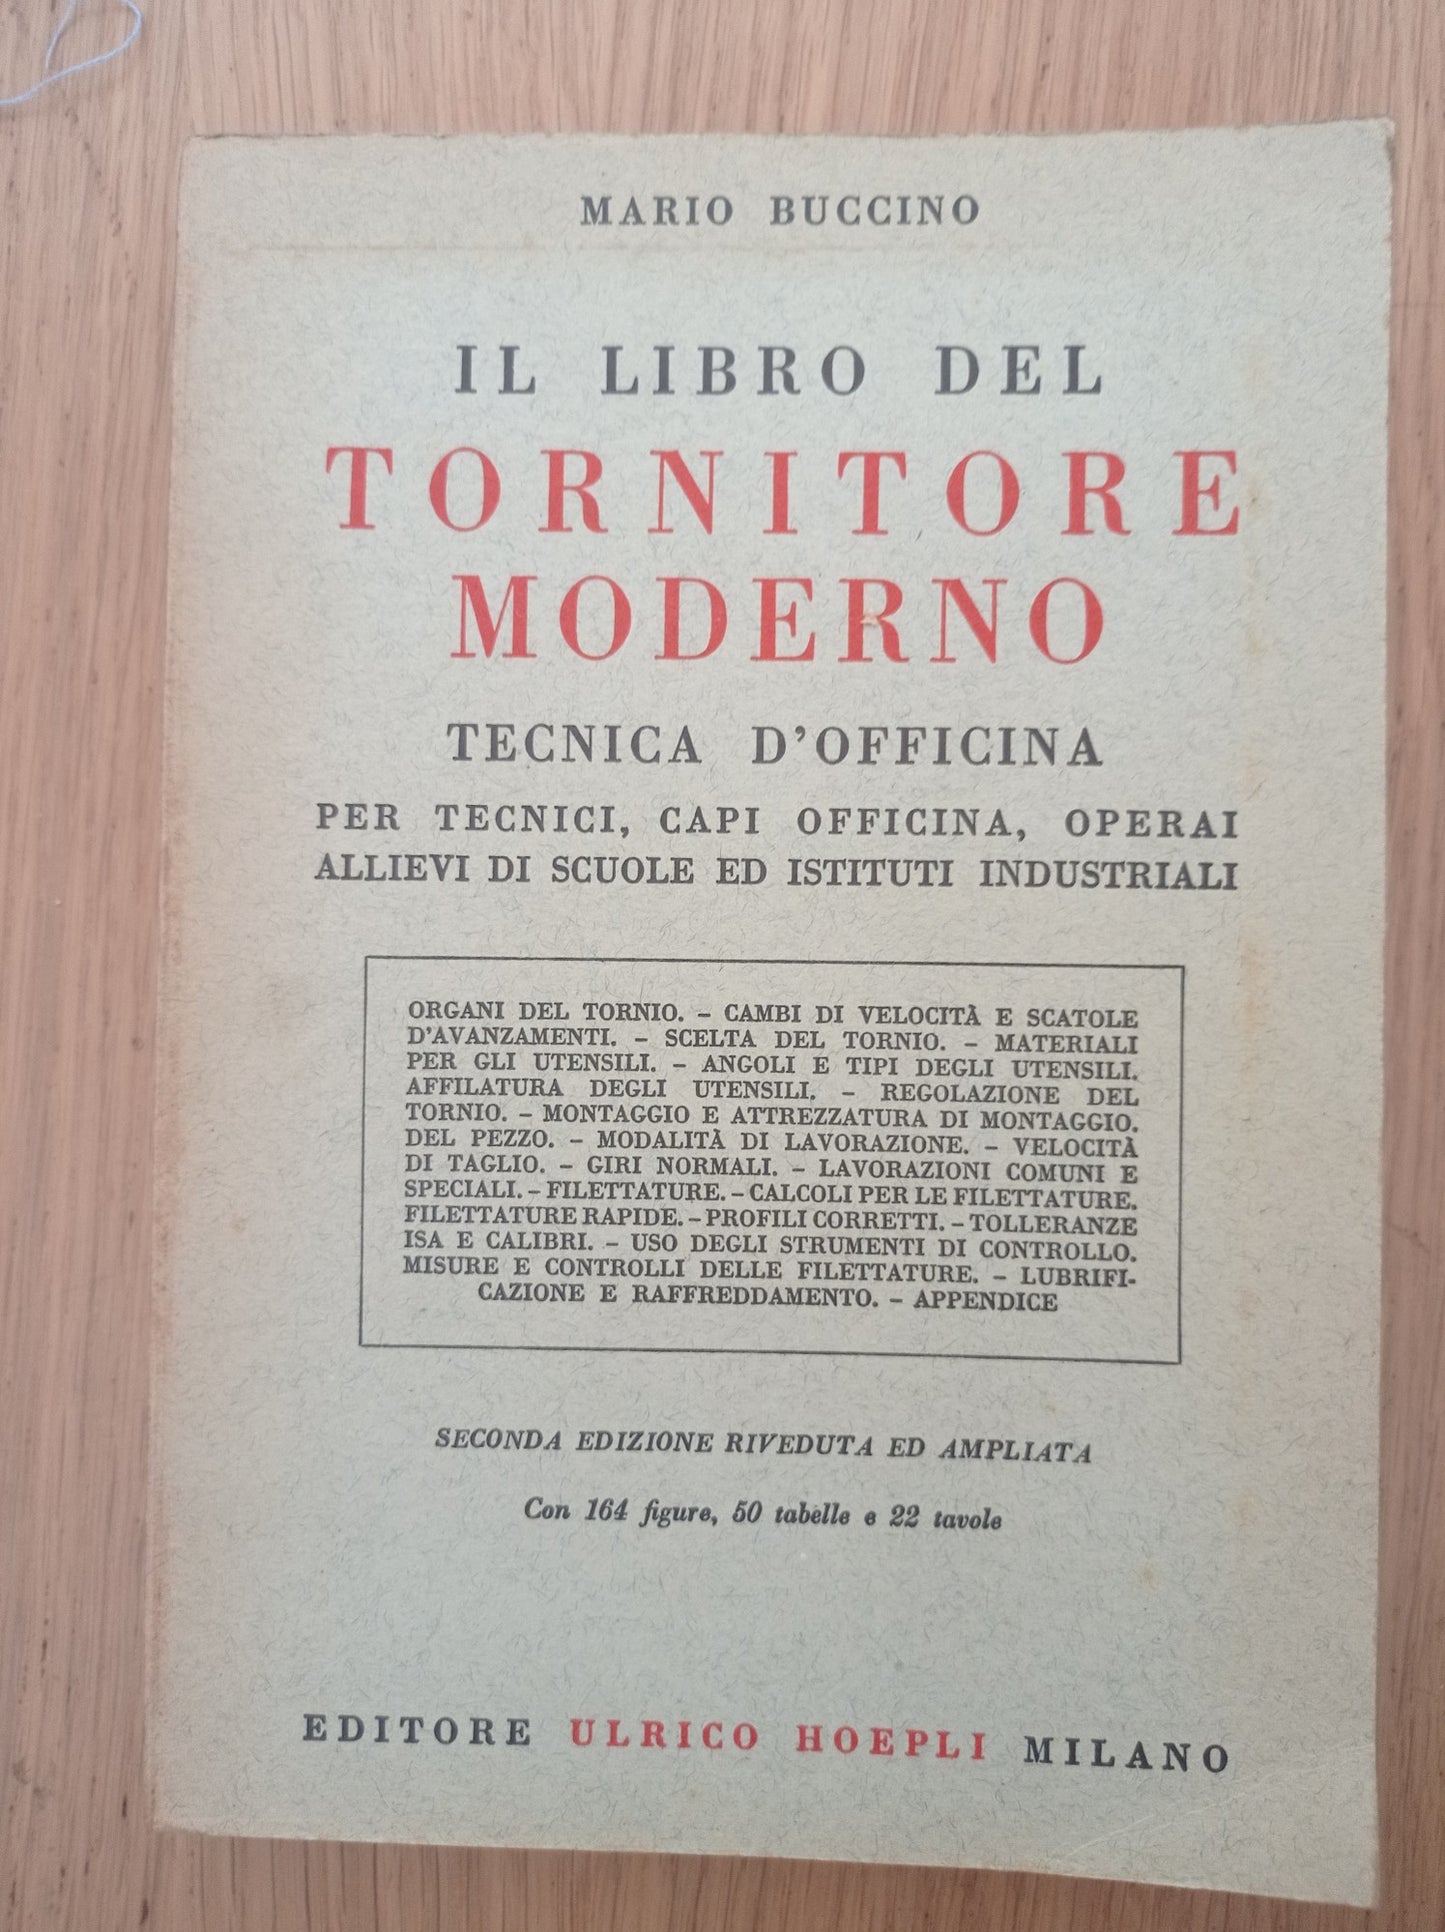 MARIO BUCCINO
IL LIBRO DEL
TORNITORE
MODERNO
TECNICA D'OFFICINA
PER TECNICI, CAPI OFFICINA, OPERAI
ALLIEVI DI SCUOLE ED ISTITUTI INDUSTRIALI
ORGANI DEL TORNIO. – CAMBI DI VELOCITÀ E SCATOLE
D'AVANZAMENTI. – SCELTA DEL TORNIO. – MATERIALI
PER GLI UTENSILI. – ANGOLI E TIPI DEGLI UTENSILI.
AFFILATURA DEGLI UTENSILI. – REGOLAZIONE DEL
TORNIO. – MONTAGGIO E ATTREZZATURA DI MONTAGGIO.
DEL PEZZO. – MODALITÀ DI LAVORAZIONE. – VELOCITÀ
DI TAGLIO. – GIRI NORMALI. – LAVORAZIONI COMUNI E
SPECIALI. – FILETTATURE. – CALCOLI PER LE FILETTATURE.
FILETTATURE RAPIDE. – PROFILI CORRETTI. – TOLLERANZE
ISA E CALIBRI. – USO DEGLI STRUMENTI DI CONTROLLO.
MISURE E CONTROLLI DELLE FILETTATURE. – LUBRIFI-
CAZIONE E RAFFREDDAMENTO. – APPENDICE
SECONDA EDIZIONE RIVEDUTA ED AMPLIATA
Con 164 figure, 50 tabelle e 22 tavole
EDITORE ULRICO HOEPLI MILANO